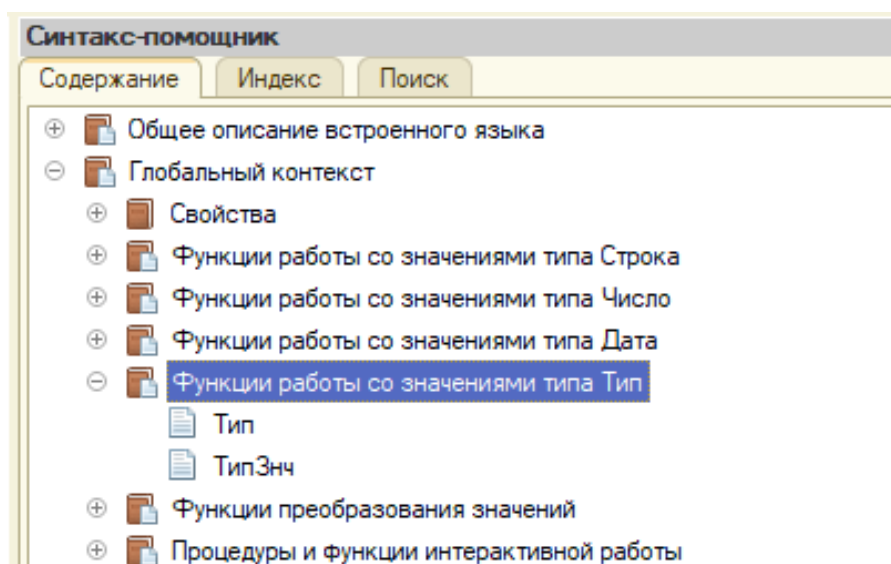 Синтакс-помощник
Содержание Индекс Поиск
Общее описание встроенного языка
Глобальный контекст
Свойства
Функции работы со значениями типа Строка
Функции работы со значениями типа Число
Функции работы со значениями типа Дата
Функции работы со значениями типа Тип
Тип
ТипЗнч
Функции преобразования значений
Процедуры и функции интерактивной работы